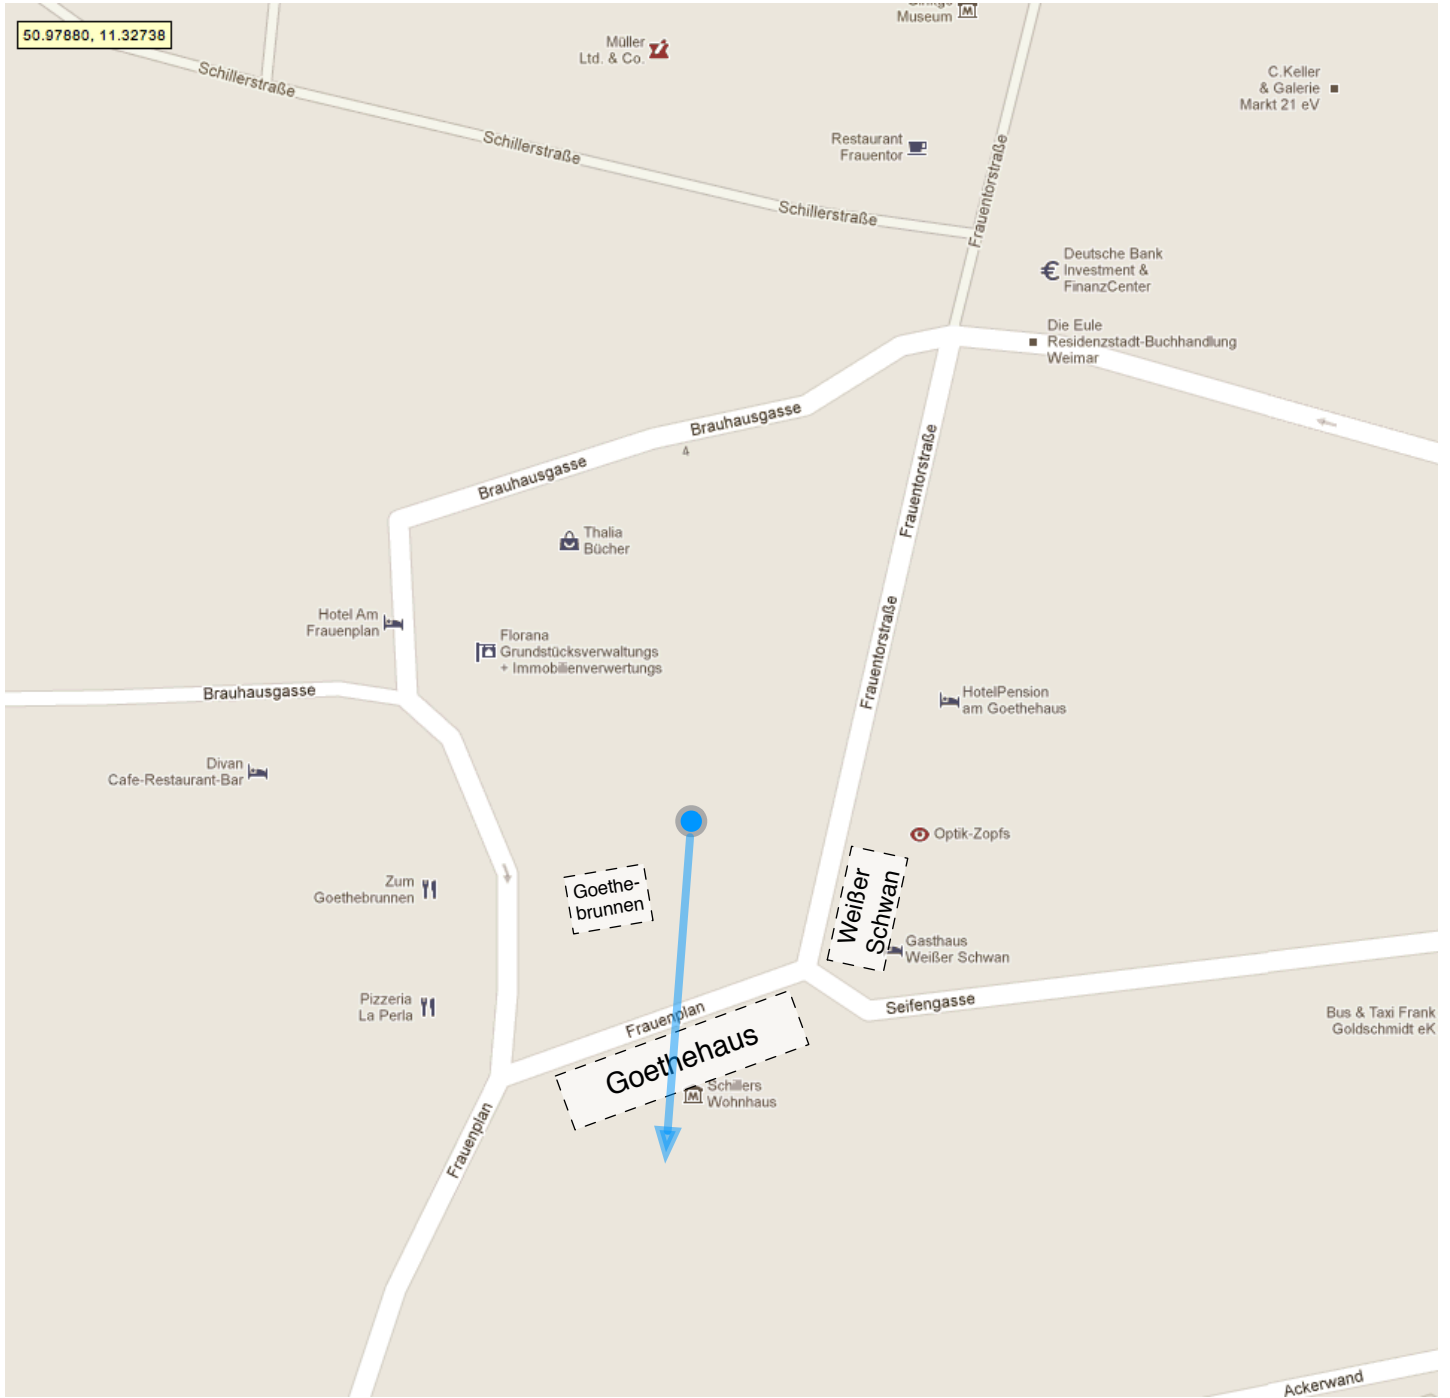 Ginkgo
Museum
50.97880, 11.32738
Müller
Ltd. & Co.
Schillerstraße
C.Keller
& Galerie
Markt 21 eV
Schillerstraße
Restaurant
Frauentor
Frauentorstraße
Schillerstraße
Deutsche Bank
Investment &
FinanzCenter
Die Eule
Residenzstadt-Buchhandlung
Weimar
Brauhausgasse
4
Brauhausgasse
Frauentorstraße
Thalia
Bücher
Hotel Am
Frauenplan
Florana
Grundstücksverwaltungs
+ Immobilienverwertungs
Frauentorstraße
Brauhausgasse
HotelPension
am Goethehaus
Divan
Cafe-Restaurant-Bar
Optik-Zopfs
Zum
Goethebrunnen
Goethe-
brunnen
Weißer
Schwan
Gasthaus
Weißer Schwan
Pizzeria
La Perla
Frauenplan
Seifengasse
Bus & Taxi Frank
Goldschmidt eK
Goethehaus
Schillers
Wohnhaus
Frauenplan
Ackerwand